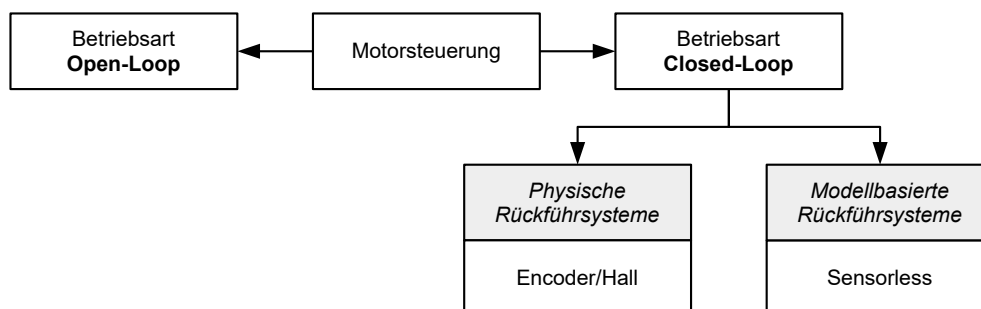 Betriebsart
Open-Loop
Motorsteuerung
Betriebsart
Closed-Loop
Physische
Rückführsysteme
Encoder/Hall
Modellbasierte
Rückführsysteme
Sensorless